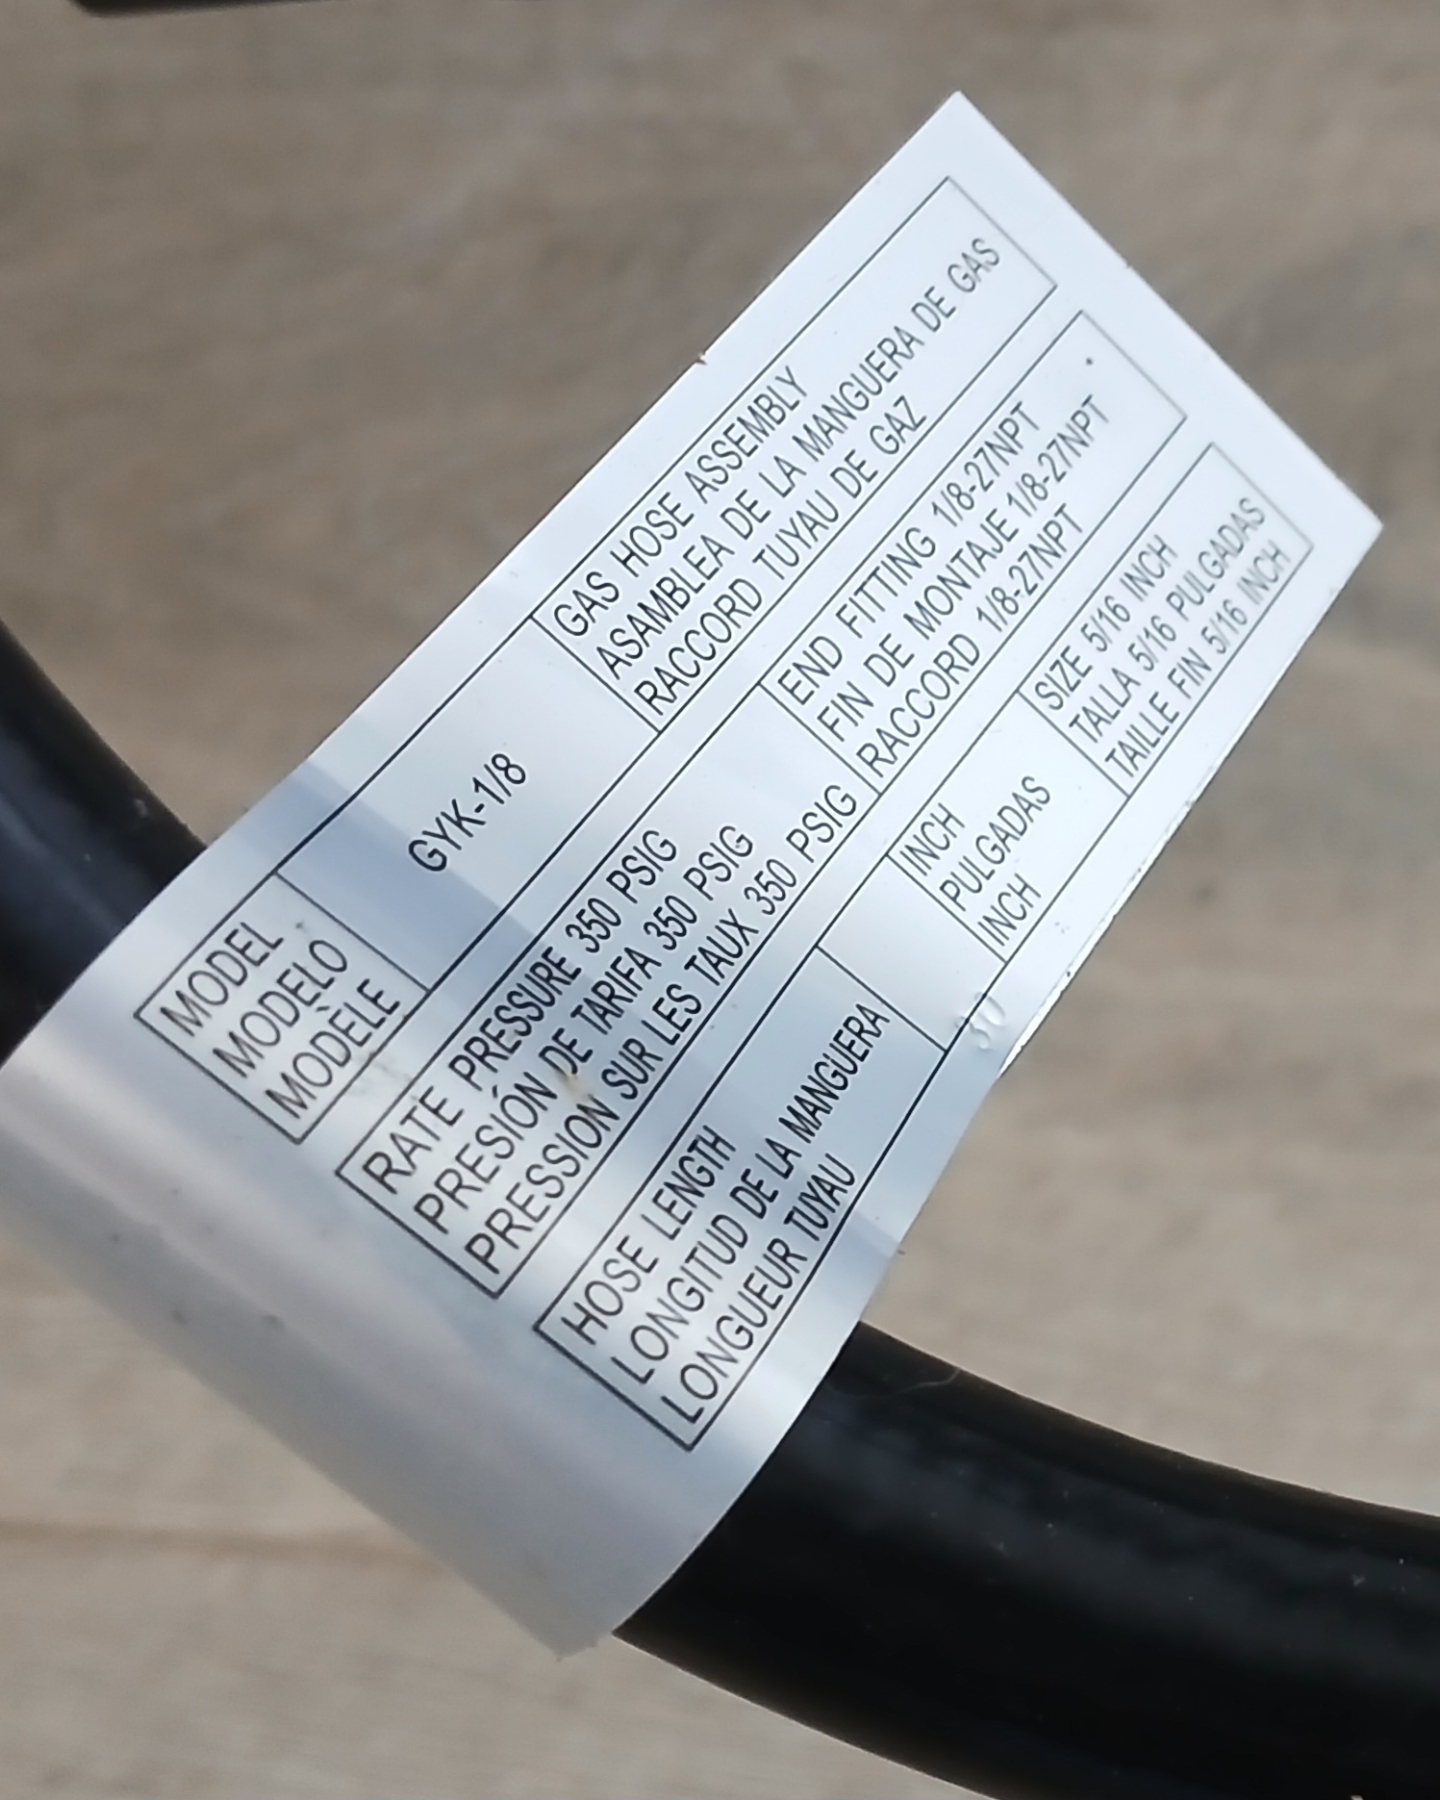 MODEL
MODELO
MODÈLE
GYK-1/8
GAS HOSE ASSEMBLY
ASAMBLEA DE LA MANGUERA DE GAS
RACCORD TUYAU DE GAZ
RATE PRESSURE 350 PSIG
PRESIÓN DE TARIFA 350 PSIG
PRESSION SUR LES TAUX 350 PSIG
END FITTING 1/8-27NPT
FIN DE MONTAJE 1/8-27NPT
RACCORD 1/8-27NPT
HOSE LENGTH
LONGITUD DE LA MANGUERA
LONGUEUR TUYAU
30
INCH
PULGADAS
INCH
SIZE 5/16 INCH
TALLA 5/16 PULGADAS
TAILLE FIN 5/16 INCH